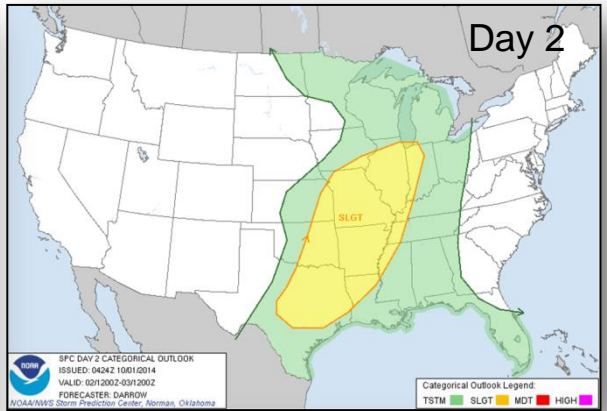 Day 2
SLGT
NOAA
SPC DAY 2 CATEGORICAL OUTLOOK
ISSUED: 0424Z 10/01/2014
VALID: 02/1200Z-03/1200Z
FORECASTER: DARROW
NOAA/NWS Storm Prediction Center, Norman, Oklahoma
Categorical Outlook Legend:
TSTM SLGT MDT HIGH